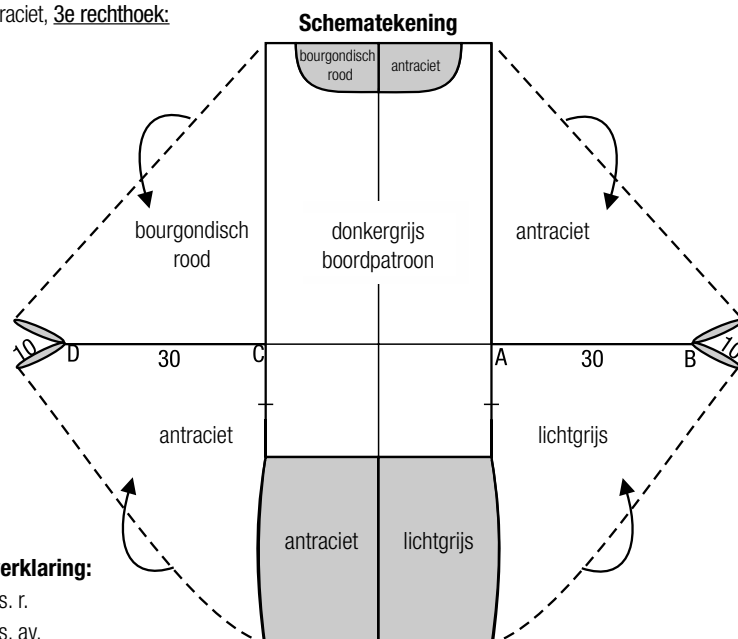 raciet, 3e rechthoek:
Schematekening
bourgondisch
rood
antraciet
bourgondisch
rood
donkergrijs
boordpatroon
antraciet
10
D
30
C
A
30
B
10
antraciet
lichtgrijs
antraciet
lichtgrijs
erklaring:
s. r.
s. av.